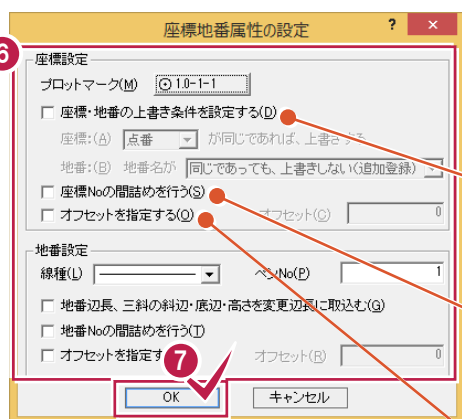 座標地番属性の設定 ? ×
6
座標設定
プロットマーク(M) 1.0-1-1
座標・地番の上書き条件を設定する(D)
座標:(A) 点番 が同じであれば、上書きする
地番:(B) 地番名が 同じであっても、上書きしない(追加登録)
座標Noの間詰めを行う(S)
オフセットを指定する(O) オフセット(C) 0
地番設定
線種(L) ペンNo(P) 1
地番辺長、三斜の斜辺・底辺・高さを変更辺長に取込む(G)
地番Noの間詰めを行う(T)
オフセットを指定す オフセット(R) 0
7
OK キャンセル